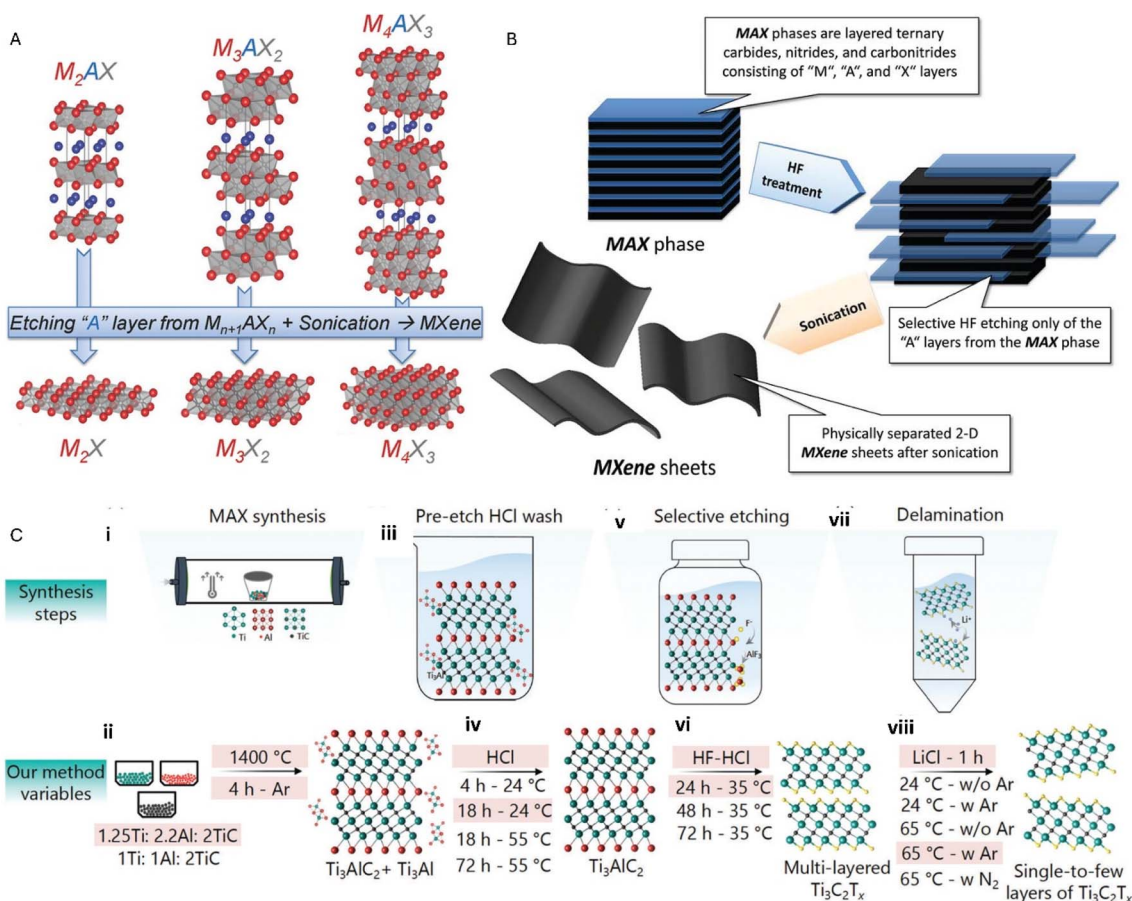 A
M₂AX
M₃AX₂
M₄AX₃
Etching "A" layer from Mₙ₊₁AXₙ + Sonication → MXene
M₂X
M₃X₂
M₄X₃
B
MAX phases are layered ternary
carbides, nitrides, and carbonitrides
consisting of "M", "A", and "X" layers
HF
treatment
MAX phase
Sonication
Selective HF etching only of the
"A" layers from the MAX phase
Physically separated 2-D
MXene sheets after sonication
MXene sheets
C
Synthesis
steps
i
MAX synthesis
Ti
Al
TiC
iii
Pre-etch HCl wash
Ti₃Al
v
Selective etching
F⁻
AlF₃
vii
Delamination
Li⁺
Our method
variables
ii
1.25Ti: 2.2Al: 2TiC
1Ti: 1Al: 2TiC
1400 °C
4 h - Ar
Ti₃AlC₂ + Ti₃Al
iv
HCl
4 h - 24 °C
18 h - 24 °C
18 h - 55 °C
72 h - 55 °C
Ti₃AlC₂
vi
HF-HCl
24 h - 35 °C
48 h - 35 °C
72 h - 35 °C
Multi-layered
Ti₃C₂Tₓ
viii
LiCl - 1 h
24 °C - w/o Ar
24 °C - w Ar
65 °C - w/o Ar
65 °C - w Ar
65 °C - w N₂
Single-to-few
layers of Ti₃C₂Tₓ